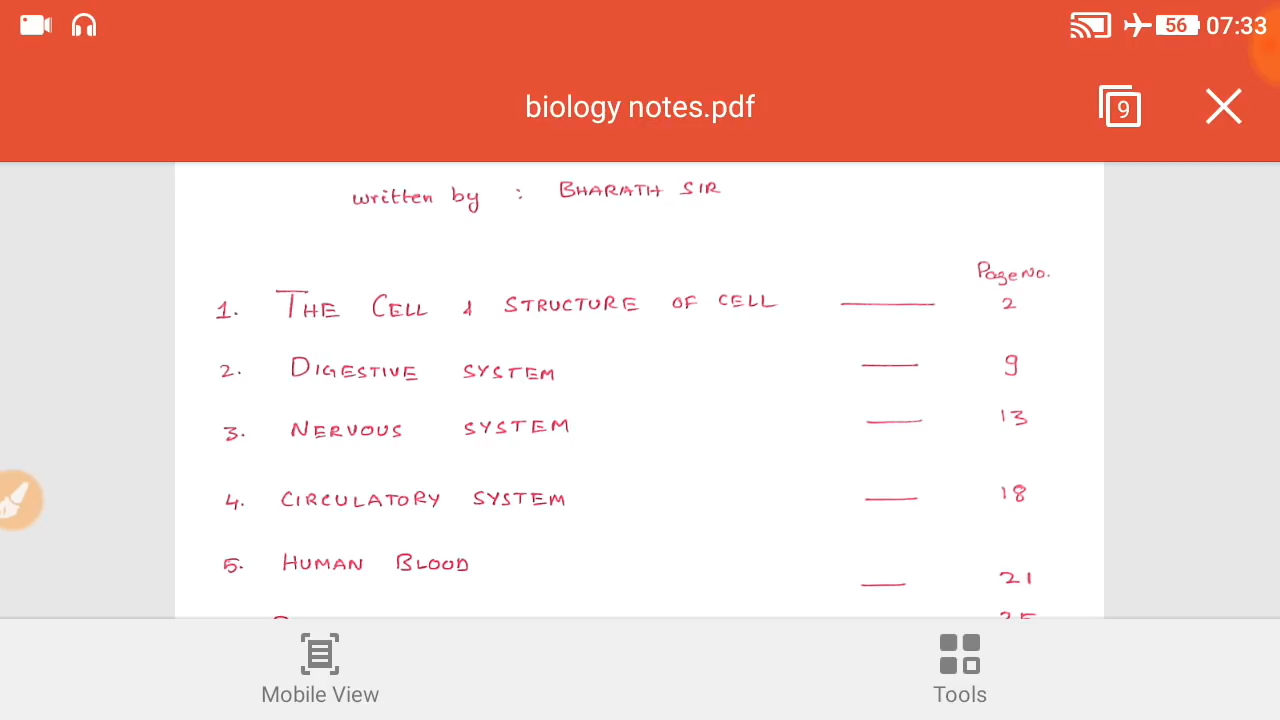 56 07:33
biology notes.pdf 9
written by : BHARATH SIR
Page No.
1. THE CELL & STRUCTURE OF CELL — 2
2. DIGESTIVE SYSTEM — 9
3. NERVOUS SYSTEM — 13
4. CIRCULATORY SYSTEM — 18
5. HUMAN BLOOD — 21
Mobile View Tools